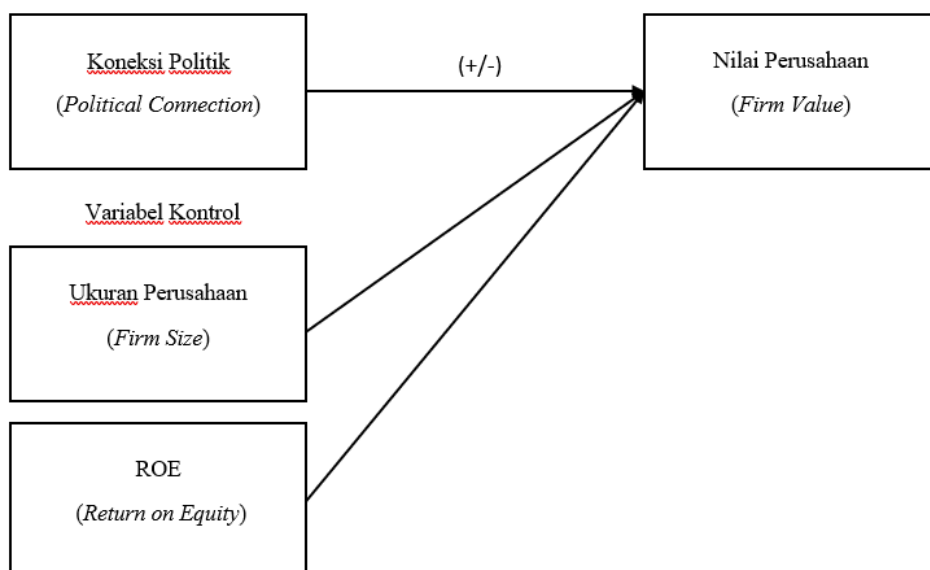 Koneksi Politik
(Political Connection)
(+/-)
Nilai Perusahaan
(Firm Value)
Variabel Kontrol
Ukuran Perusahaan
(Firm Size)
ROE
(Return on Equity)